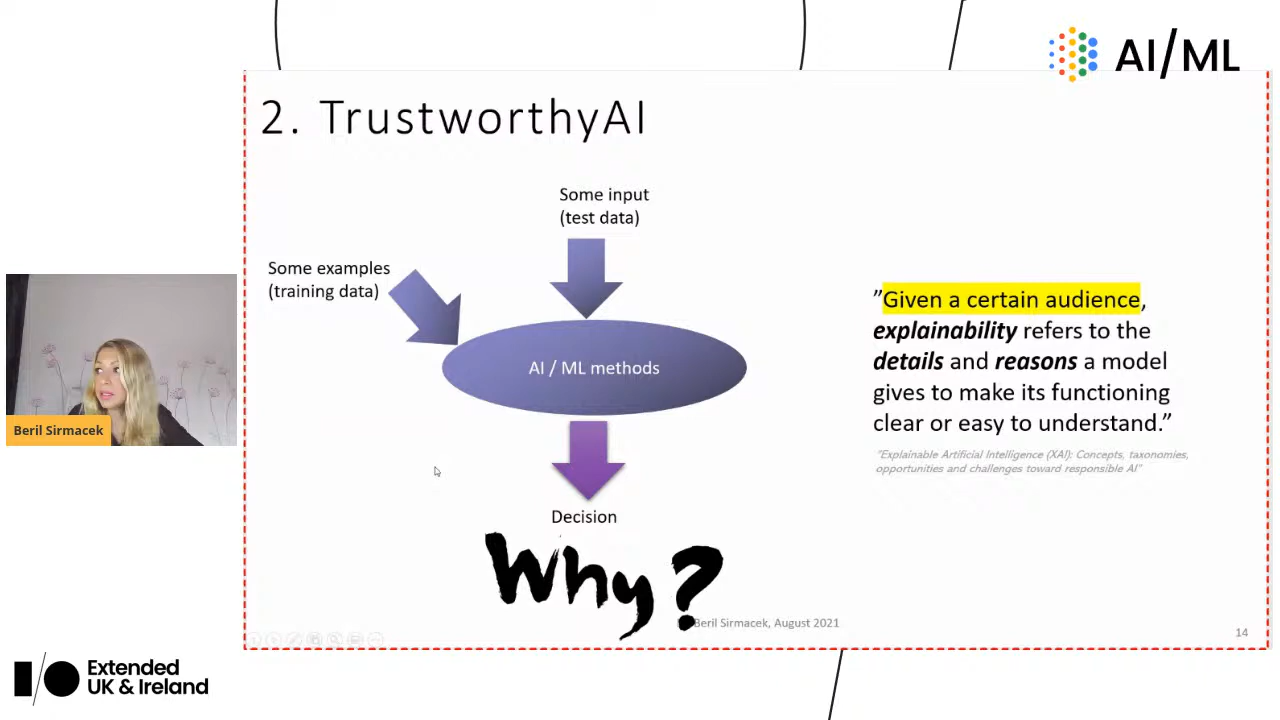 AI/ML
2. TrustworthyAI
Some input
(test data)
Some examples
(training data)
AI / ML methods
Decision
Why?
”Given a certain audience,
explainability refers to the
details and reasons a model
gives to make its functioning
clear or easy to understand.”
"Explainable Artificial Intelligence (XAI): Concepts, taxonomies,
opportunities and challenges toward responsible AI"
Beril Sirmacek
Beril Sirmacek, August 2021
14
I/O Extended
UK & Ireland